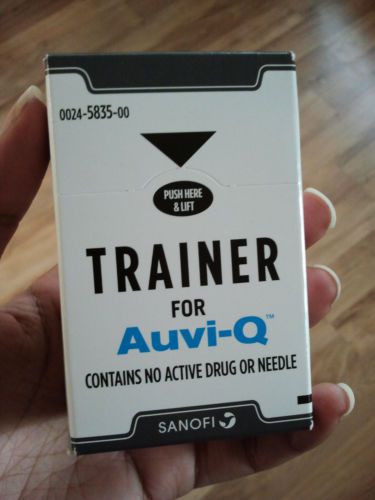 0024-5835-00
PUSH HERE
& LIFT
TRAINER
FOR
Auvi-Q™
CONTAINS NO ACTIVE DRUG OR NEEDLE
SANOFI